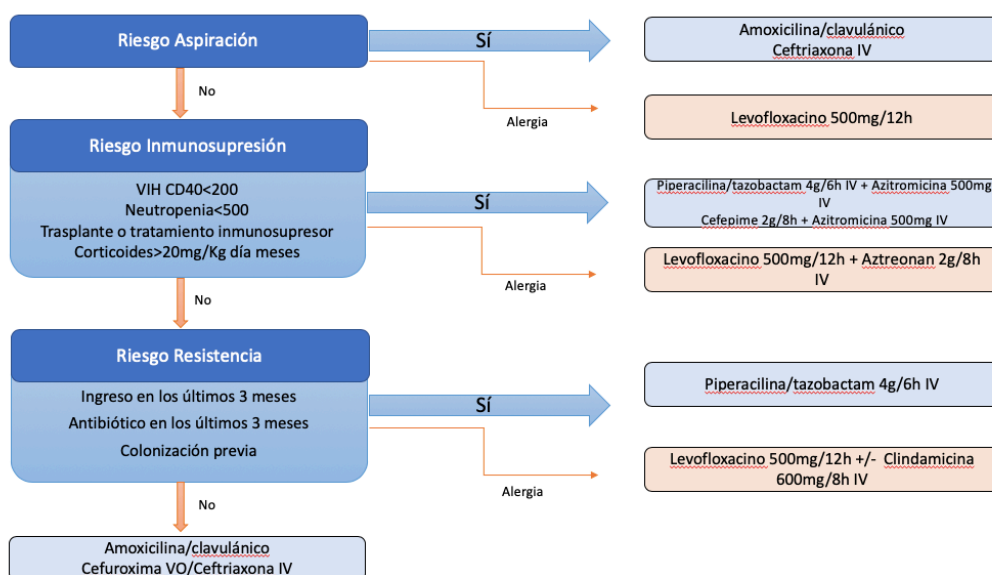 Riesgo Aspiración
Sí
Amoxicilina/clavulánico
Ceftriaxona IV
No
Alergia
Levofloxacino 500mg/12h
Riesgo Inmunosupresión
VIH CD40<200
Neutropenia<500
Trasplante o tratamiento inmunosupresor
Corticoides>20mg/Kg día meses
Sí
Piperacilina/tazobactam 4g/6h IV + Azitromicina 500mg
IV
Cefepime 2g/8h + Azitromicina 500mg IV
Alergia
Levofloxacino 500mg/12h + Aztreonan 2g/8h
IV
No
Riesgo Resistencia
Ingreso en los últimos 3 meses
Antibiótico en los últimos 3 meses
Colonización previa
Sí
Piperacilina/tazobactam 4g/6h IV
Alergia
Levofloxacino 500mg/12h +/- Clindamicina
600mg/8h IV
No
Amoxicilina/clavulánico
Cefuroxima VO/Ceftriaxona IV